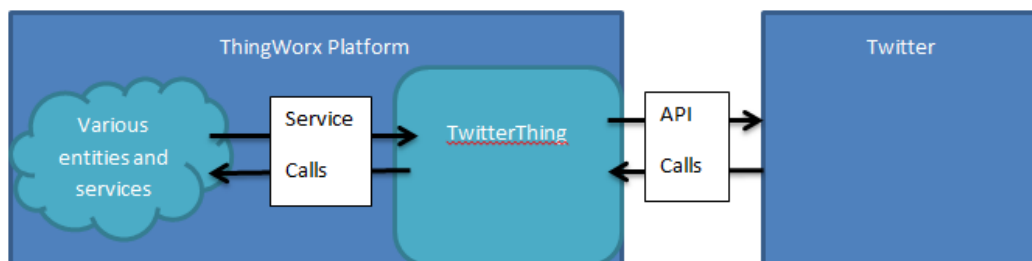 ThingWorx Platform
Twitter
Various
entities and
services
Service
Calls
TwitterThing
API
Calls